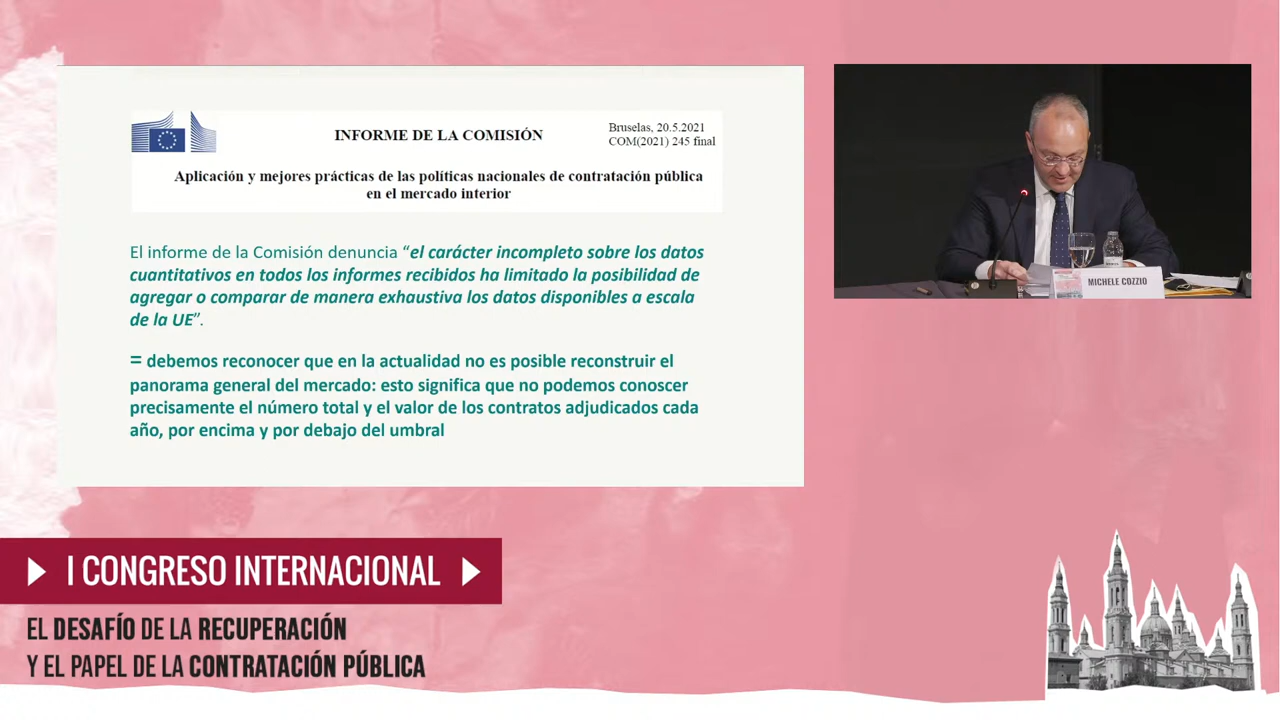 INFORME DE LA COMISIÓN
Bruselas, 20.5.2021
COM(2021) 245 final
Aplicación y mejores prácticas de las políticas nacionales de contratación pública
en el mercado interior
El informe de la Comisión denuncia “el carácter incompleto sobre los datos
cuantitativos en todos los informes recibidos ha limitado la posibilidad de
agregar o comparar de manera exhaustiva los datos disponibles a escala
de la UE”.
= debemos reconocer que en la actualidad no es posible reconstruir el
panorama general del mercado: esto significa que no podemos conoscer
precisamente el número total y el valor de los contratos adjudicados cada
año, por encima y por debajo del umbral
MICHELE COZZIO
I CONGRESO INTERNACIONAL
EL DESAFÍO DE LA RECUPERACIÓN
Y EL PAPEL DE LA CONTRATACIÓN PÚBLICA